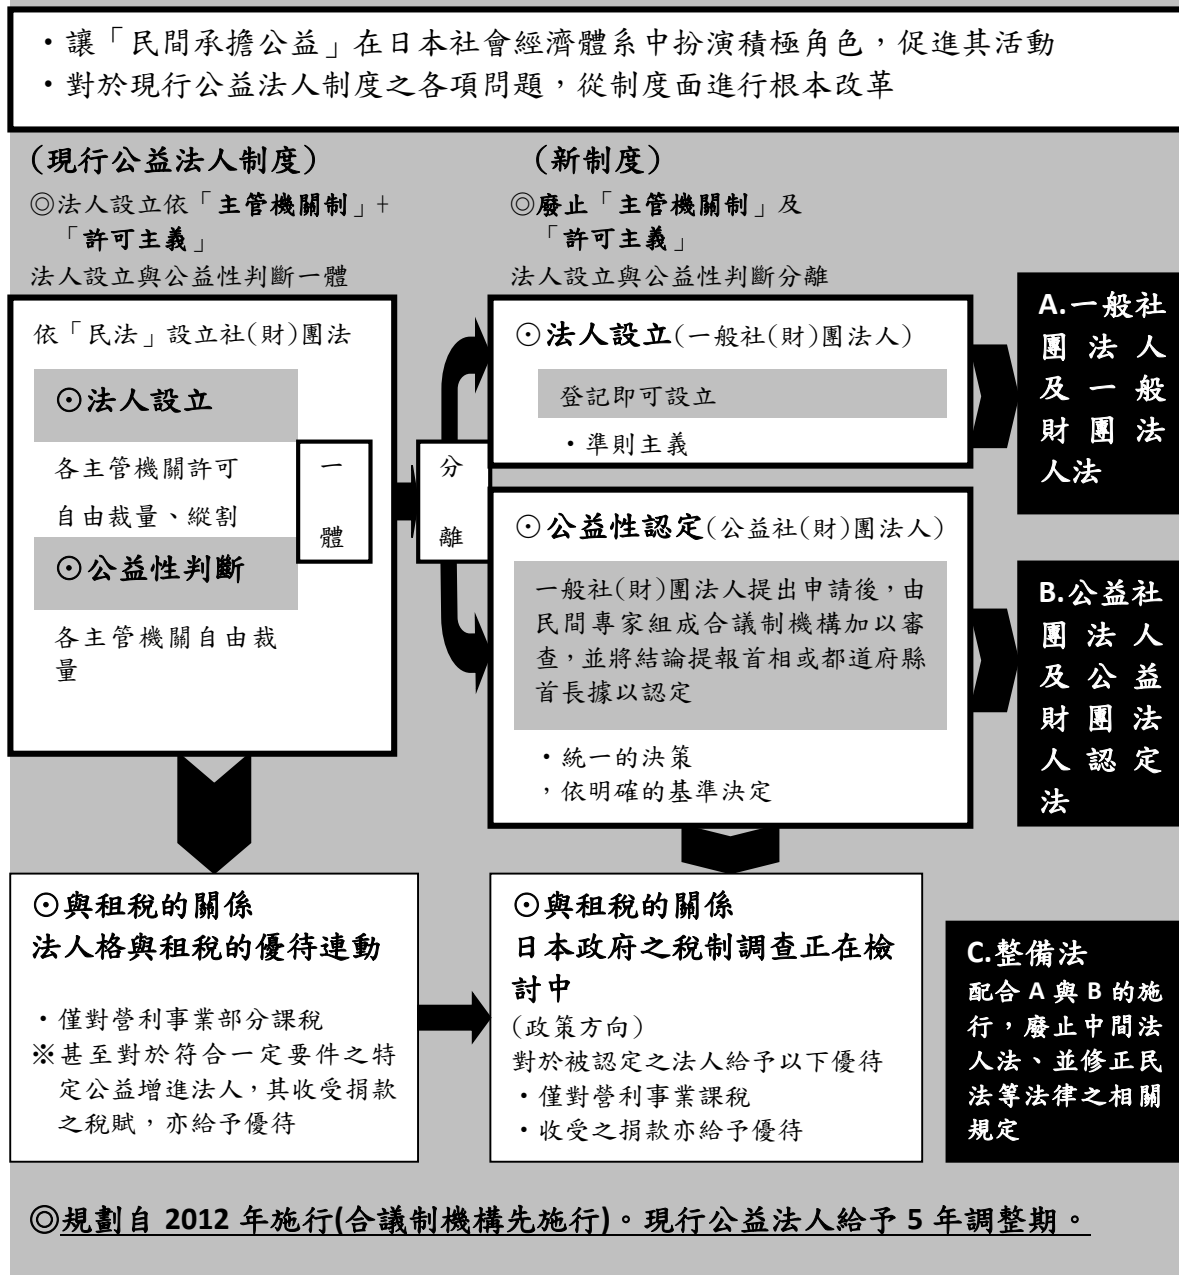 ・讓「民間承擔公益」在日本社會經濟體系中扮演積極角色，促進其活動
・對於現行公益法人制度之各項問題，從制度面進行根本改革
(現行公益法人制度)
◎法人設立依「主管機關制」+
「許可主義」
法人設立與公益性判斷一體
依「民法」設立社(財)團法
⊙法人設立
各主管機關許可
自由裁量、縱割
⊙公益性判斷
各主管機關自由裁
量
一
體
分
離
(新制度)
◎廢止「主管機關制」及
「許可主義」
法人設立與公益性判斷分離
⊙法人設立(一般社(財)團法人)
登記即可設立
・準則主義
⊙公益性認定(公益社(財)團法人)
一般社(財)團法人提出申請後，由
民間專家組成合議制機構加以審
查，並將結論提報首相或都道府縣
首長據以認定
・統一的決策
，依明確的基準決定
A.一般社
團法人
及一般
財團法
人法
B.公益社
團法人
及公益
財團法
人認定
法
⊙與租稅的關係
法人格與租稅的優待連動
・僅對營利事業部分課稅
※甚至對於符合一定要件之特
定公益增進法人，其收受捐款
之稅賦，亦給予優待
⊙與租稅的關係
日本政府之稅制調查正在檢
討中
(政策方向)
對於被認定之法人給予以下優待
・僅對營利事業課稅
・收受之捐款亦給予優待
C.整備法
配合 A 與 B 的施
行，廢止中間法
人法、並修正民
法等法律之相關
規定
◎規劃自 2012 年施行(合議制機構先施行)。現行公益法人給予 5 年調整期。